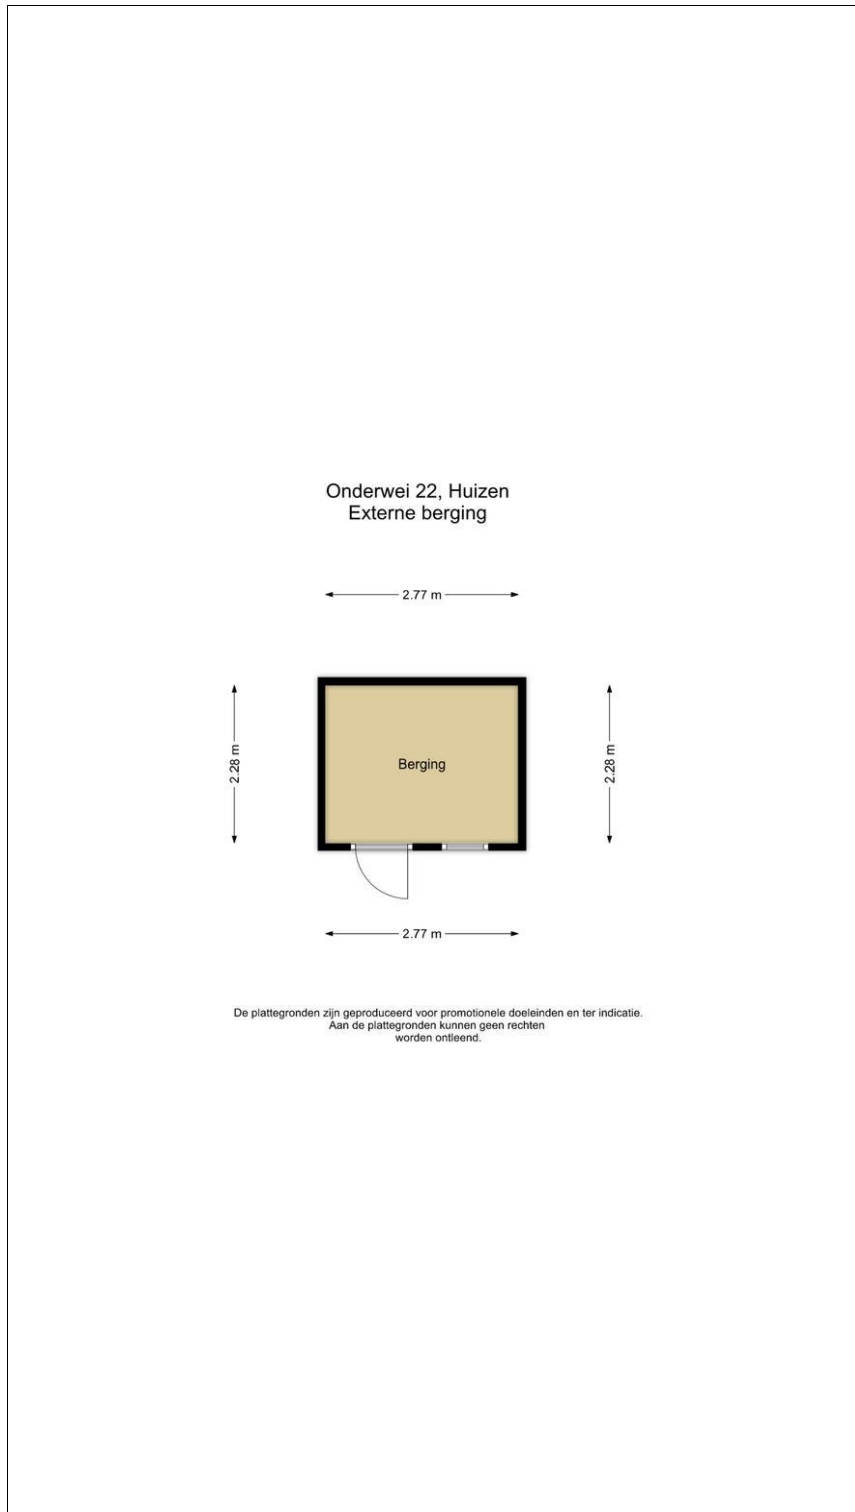 Onderwei 22, Huizen
Externe berging
2.77 m
2.28 m
Berging
2.28 m
2.77 m
De plattegronden zijn geproduceerd voor promotionele doeleinden en ter indicatie.
Aan de plattegronden kunnen geen rechten
worden ontleend.